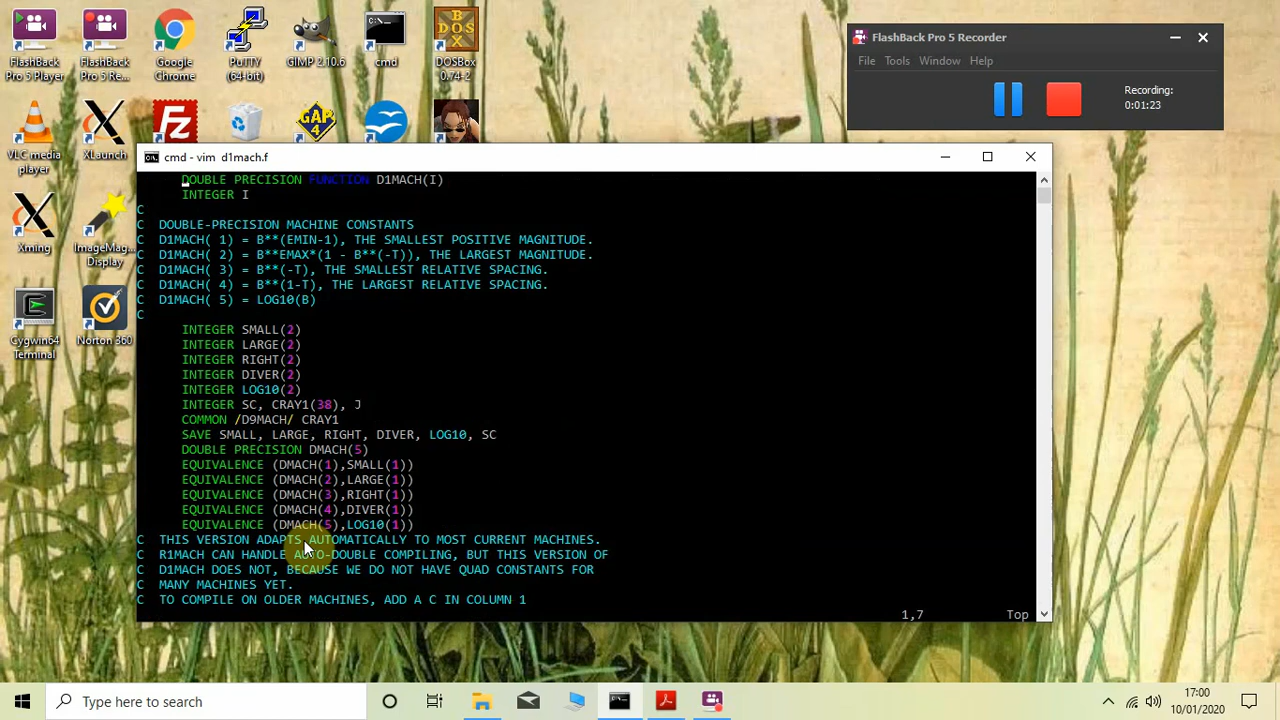 FlashBack Pro 5 Player
FlashBack Pro 5 Re...
Google Chrome
PuTTY (64-bit)
GIMP 2.10.6
cmd
DOSBox 0.74-2
VLC media player
XLaunch
Xming
ImageMag... Display
Cygwin64 Terminal
Norton 360
FlashBack Pro 5 Recorder
File Tools Window Help
Recording:
0:01:23
cmd - vim d1mach.f
DOUBLE PRECISION FUNCTION D1MACH(I)
INTEGER I
C
C  DOUBLE-PRECISION MACHINE CONSTANTS
C  D1MACH( 1) = B**(EMIN-1), THE SMALLEST POSITIVE MAGNITUDE.
C  D1MACH( 2) = B**EMAX*(1 - B**(-T)), THE LARGEST MAGNITUDE.
C  D1MACH( 3) = B**(-T), THE SMALLEST RELATIVE SPACING.
C  D1MACH( 4) = B**(1-T), THE LARGEST RELATIVE SPACING.
C  D1MACH( 5) = LOG10(B)
C
INTEGER SMALL(2)
INTEGER LARGE(2)
INTEGER RIGHT(2)
INTEGER DIVER(2)
INTEGER LOG10(2)
INTEGER SC, CRAY1(38), J
COMMON /D9MACH/ CRAY1
SAVE SMALL, LARGE, RIGHT, DIVER, LOG10, SC
DOUBLE PRECISION DMACH(5)
EQUIVALENCE (DMACH(1),SMALL(1))
EQUIVALENCE (DMACH(2),LARGE(1))
EQUIVALENCE (DMACH(3),RIGHT(1))
EQUIVALENCE (DMACH(4),DIVER(1))
EQUIVALENCE (DMACH(5),LOG10(1))
C  THIS VERSION ADAPTS AUTOMATICALLY TO MOST CURRENT MACHINES.
C  R1MACH CAN HANDLE AUTO-DOUBLE COMPILING, BUT THIS VERSION OF
C  D1MACH DOES NOT, BECAUSE WE DO NOT HAVE QUAD CONSTANTS FOR
C  MANY MACHINES YET.
C  TO COMPILE ON OLDER MACHINES, ADD A C IN COLUMN 1
1,7 Top
Type here to search
17:00
10/01/2020